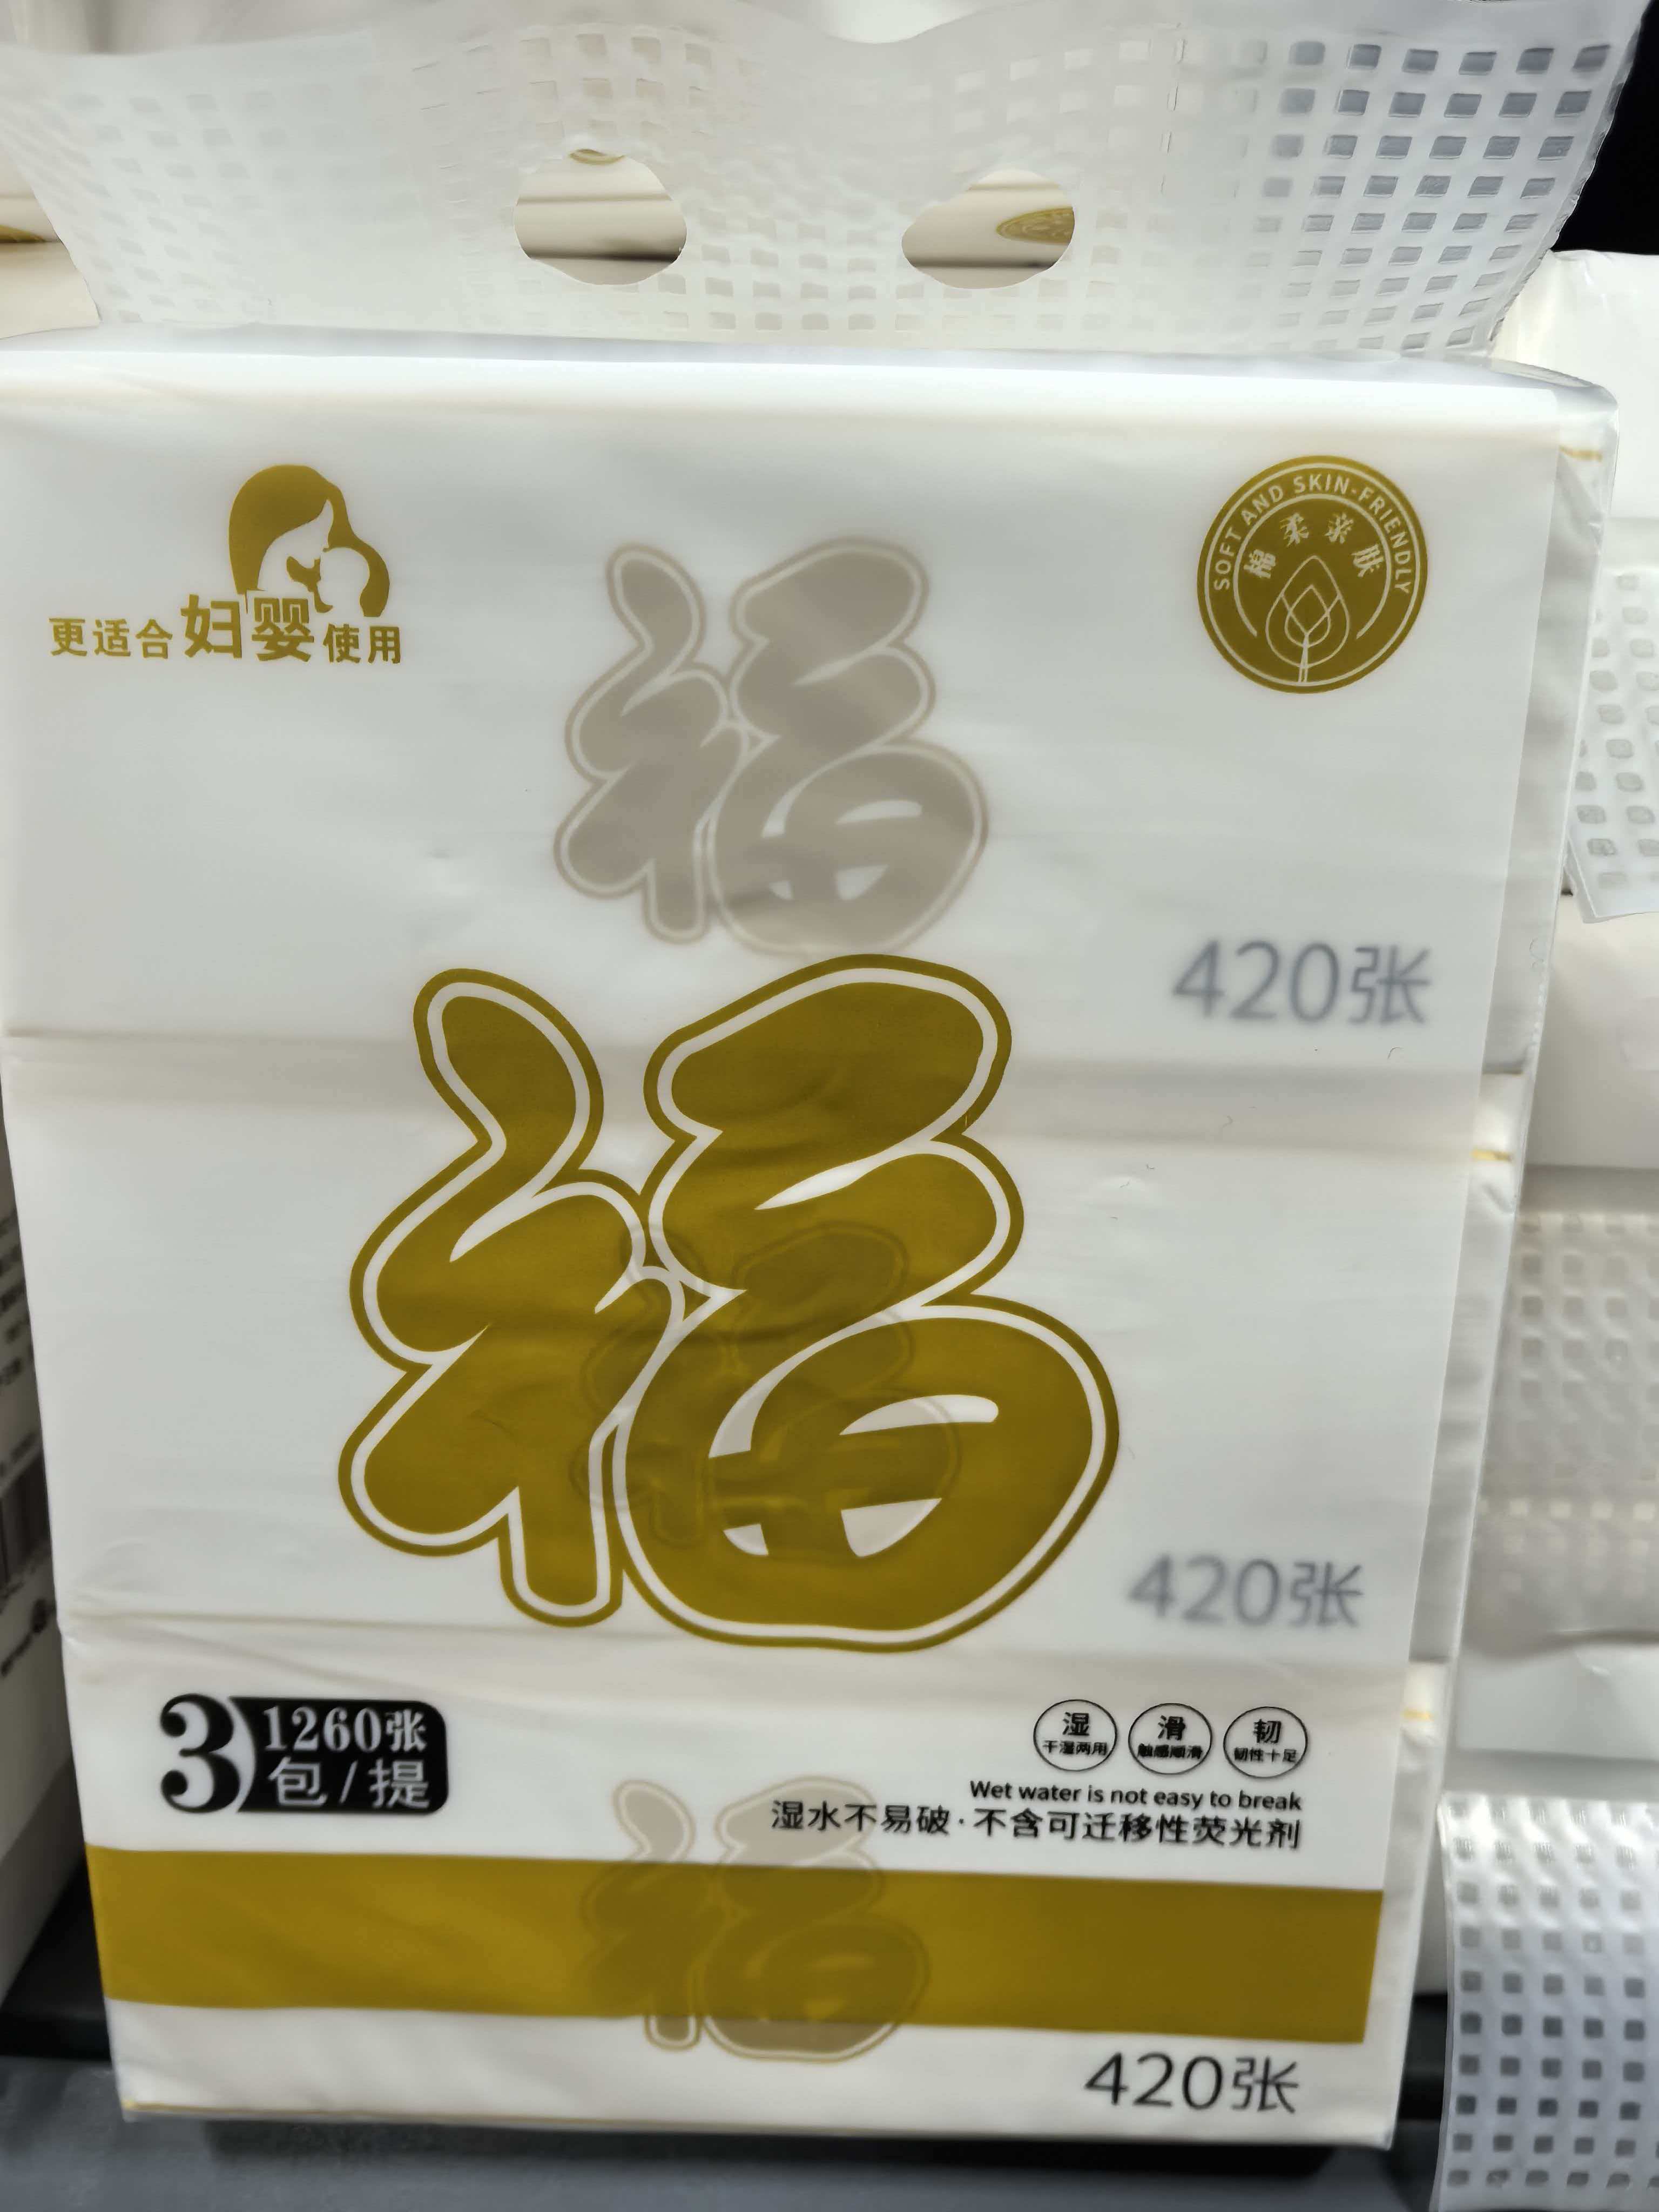 更适合妇婴使用
SOFT AND SKIN-FRIENDLY
棉柔亲肤
福
420张
福
420张
3
1260张
包/提
湿
干湿两用
滑
触感顺滑
韧
韧性十足
Wet water is not easy to break
湿水不易破·不含可迁移性荧光剂
福
420张